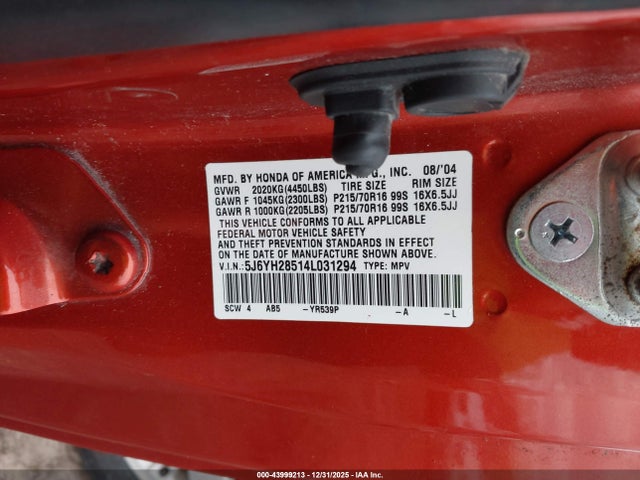 MFD. BY HONDA OF AMERICA MFG., INC. 08/'04
GVWR 2020KG(4450LBS) TIRE SIZE RIM SIZE
GAWR F 1045KG(2300LBS) P215/70R16 99S 16X6.5JJ
GAWR R 1000KG(2205LBS) P215/70R16 99S 16X6.5JJ
THIS VEHICLE CONFORMS TO ALL APPLICABLE
FEDERAL MOTOR VEHICLE SAFETY
AND THEFT PREVENTION STANDARDS IN EFFECT
ON THE DATE OF MANUFACTURE SHOWN ABOVE.
V.I.N.:5J6YH28514L031294 TYPE: MPV
SCW 4 AB5 -YR539P -A -L
000-43999213 - 12/31/2025 - IAA Inc.